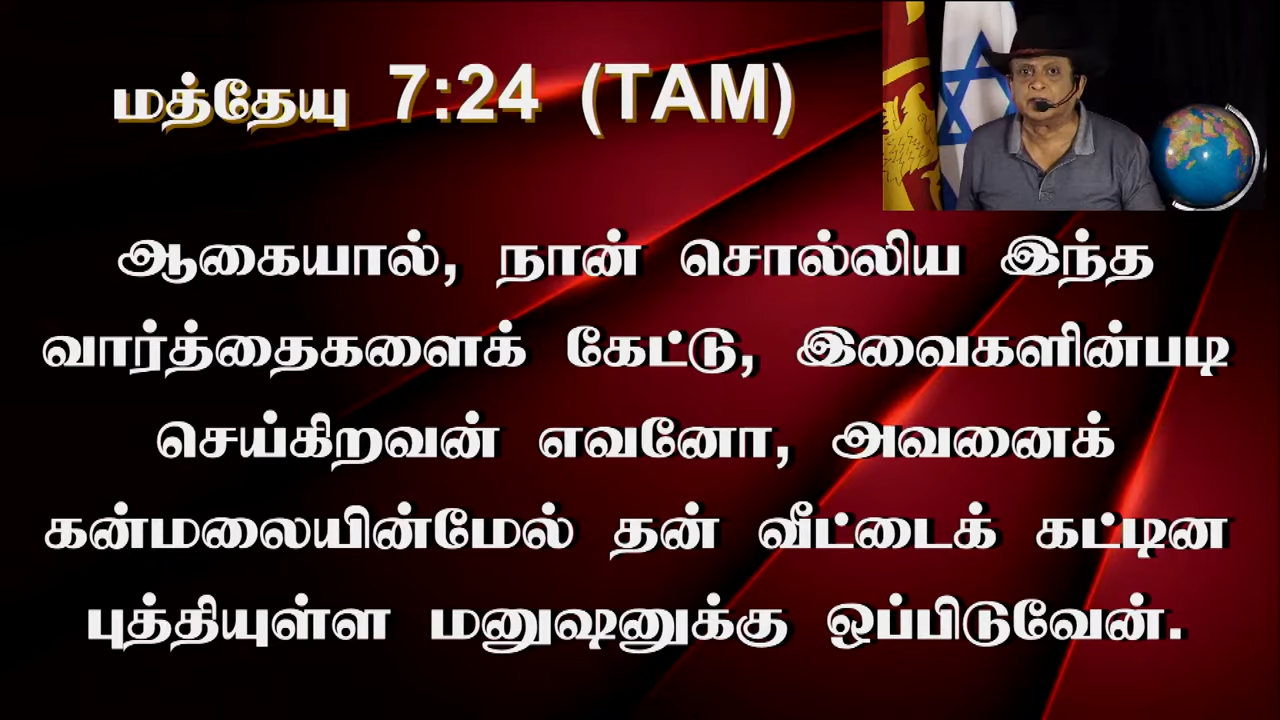 மத்தேயு 7:24 (TAM)
ஆகையால், நான் சொல்லிய இந்த
வார்த்தைகளைக் கேட்டு, இவைகளின்படி
செய்கிறவன் எவனோ, அவனைக்
கன்மலையின்மேல் தன் வீட்டைக் கட்டின
புத்தியுள்ள மனுஷனுக்கு ஒப்பிடுவேன்.